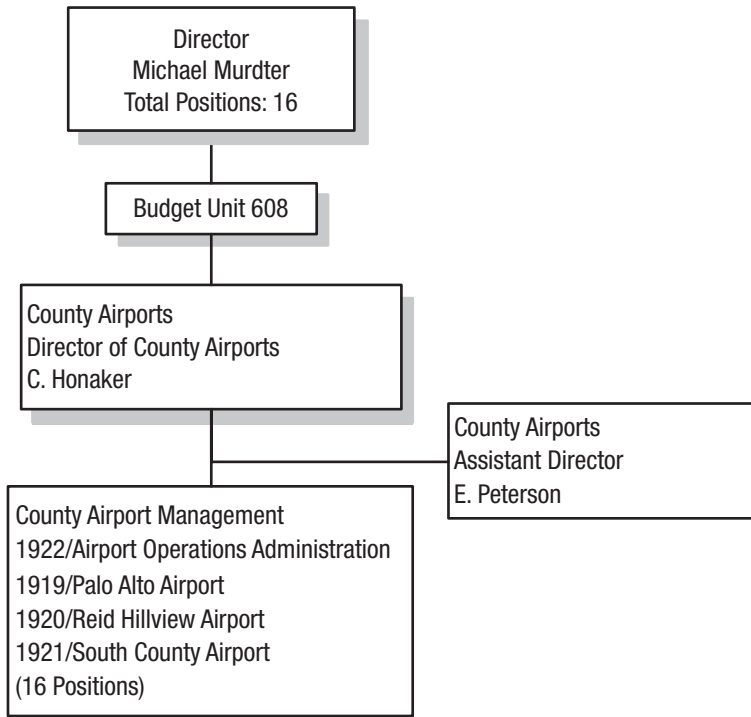 Director
Michael Murdter
Total Positions: 16
Budget Unit 608
County Airports
Director of County Airports
C. Honaker
County Airports
Assistant Director
E. Peterson
County Airport Management
1922/Airport Operations Administration
1919/Palo Alto Airport
1920/Reid Hillview Airport
1921/South County Airport
(16 Positions)